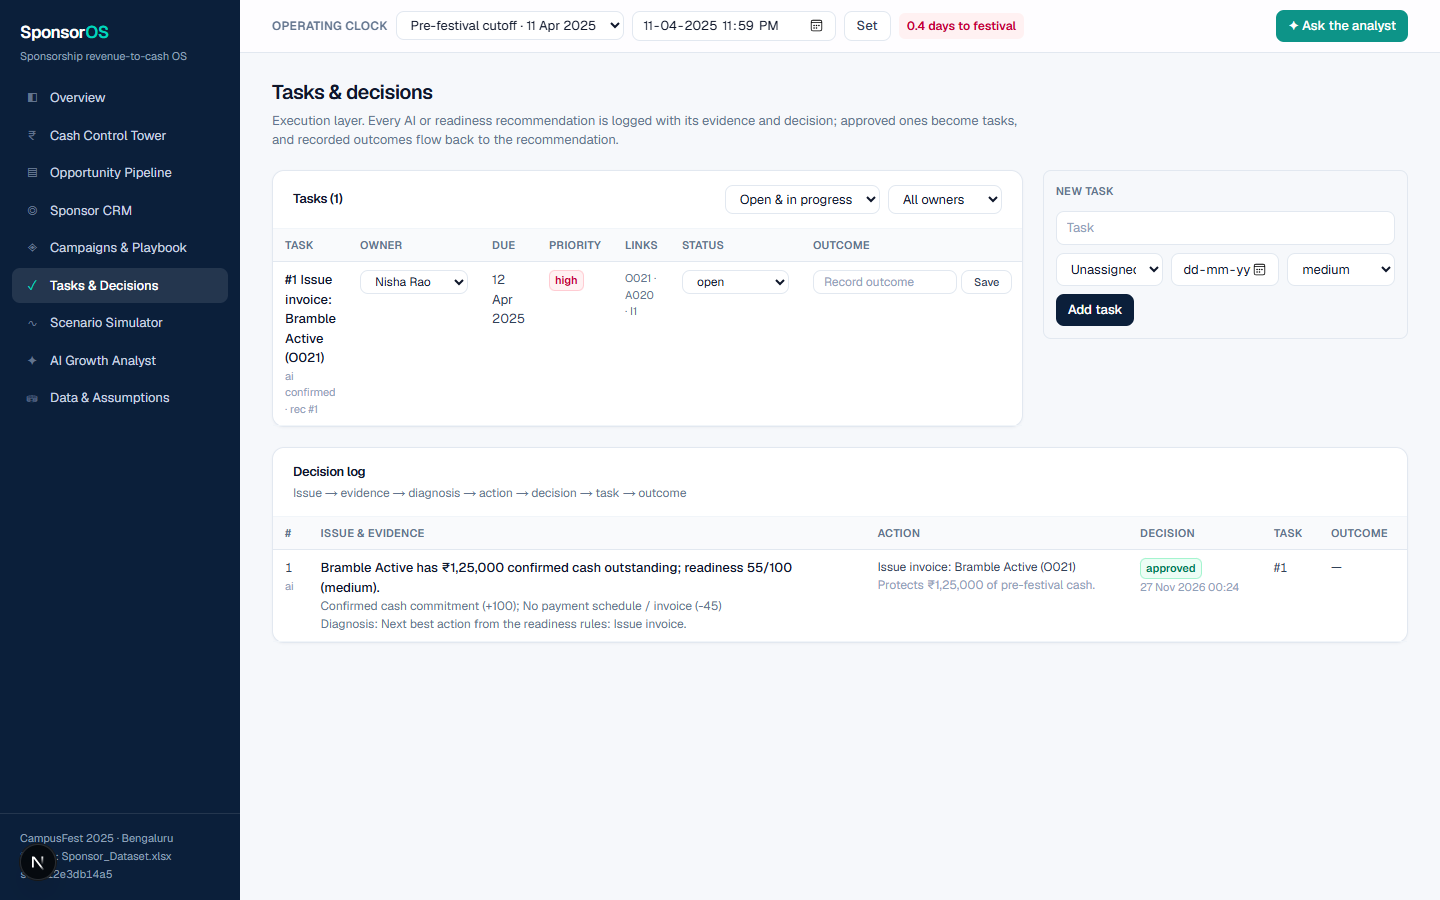 SponsorOS
Sponsorship revenue-to-cash OS
Overview
₹ Cash Control Tower
Opportunity Pipeline
Sponsor CRM
Campaigns & Playbook
✓ Tasks & Decisions
Scenario Simulator
AI Growth Analyst
Data & Assumptions
CampusFest 2025 · Bengaluru
: Sponsor_Dataset.xlsx
2e3db14a5
N
OPERATING CLOCK
Pre-festival cutoff · 11 Apr 2025
11-04-2025 11:59 PM
Set
0.4 days to festival
✦ Ask the analyst
Tasks & decisions
Execution layer. Every AI or readiness recommendation is logged with its evidence and decision; approved ones become tasks,
and recorded outcomes flow back to the recommendation.
Tasks (1)
Open & in progress
All owners
TASK OWNER DUE PRIORITY LINKS STATUS OUTCOME
#1 Issue
invoice:
Bramble
Active
(O021)
ai
confirmed
· rec #1
Nisha Rao
12
Apr
2025
high
O021 ·
A020
· I1
open
Record outcome
Save
NEW TASK
Task
Unassigned
dd-mm-yy
medium
Add task
Decision log
Issue → evidence → diagnosis → action → decision → task → outcome
# ISSUE & EVIDENCE ACTION DECISION TASK OUTCOME
1
ai
Bramble Active has ₹1,25,000 confirmed cash outstanding; readiness 55/100
(medium).
Confirmed cash commitment (+100); No payment schedule / invoice (-45)
Diagnosis: Next best action from the readiness rules: Issue invoice.
Issue invoice: Bramble Active (O021)
Protects ₹1,25,000 of pre-festival cash.
approved
27 Nov 2026 00:24
#1
—